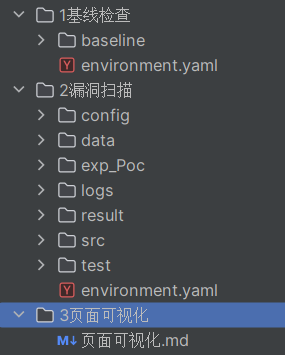 1基线检查
baseline
environment.yaml
2漏洞扫描
config
data
exp_Poc
logs
result
src
test
environment.yaml
3页面可视化
页面可视化.md